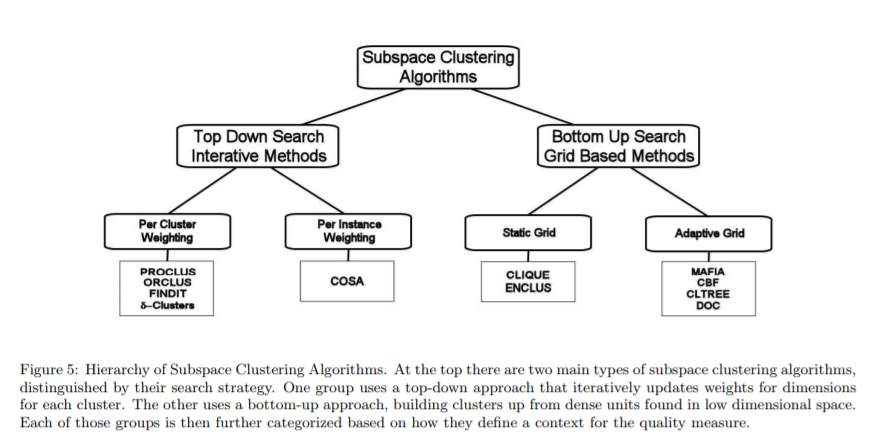 Subspace Clustering
Algorithms
Top Down Search
Interative Methods
Bottom Up Search
Grid Based Methods
Per Cluster
Weighting
Per Instance
Weighting
Static Grid
Adaptive Grid
PROCLUS
ORCLUS
FINDIT
δ–Clusters
COSA
CLIQUE
ENCLUS
MAFIA
CBF
CLTREE
DOC
Figure 5: Hierarchy of Subspace Clustering Algorithms. At the top there are two main types of subspace clustering algorithms,
distinguished by their search strategy. One group uses a top-down approach that iteratively updates weights for dimensions
for each cluster. The other uses a bottom-up approach, building clusters up from dense units found in low dimensional space.
Each of those groups is then further categorized based on how they define a context for the quality measure.